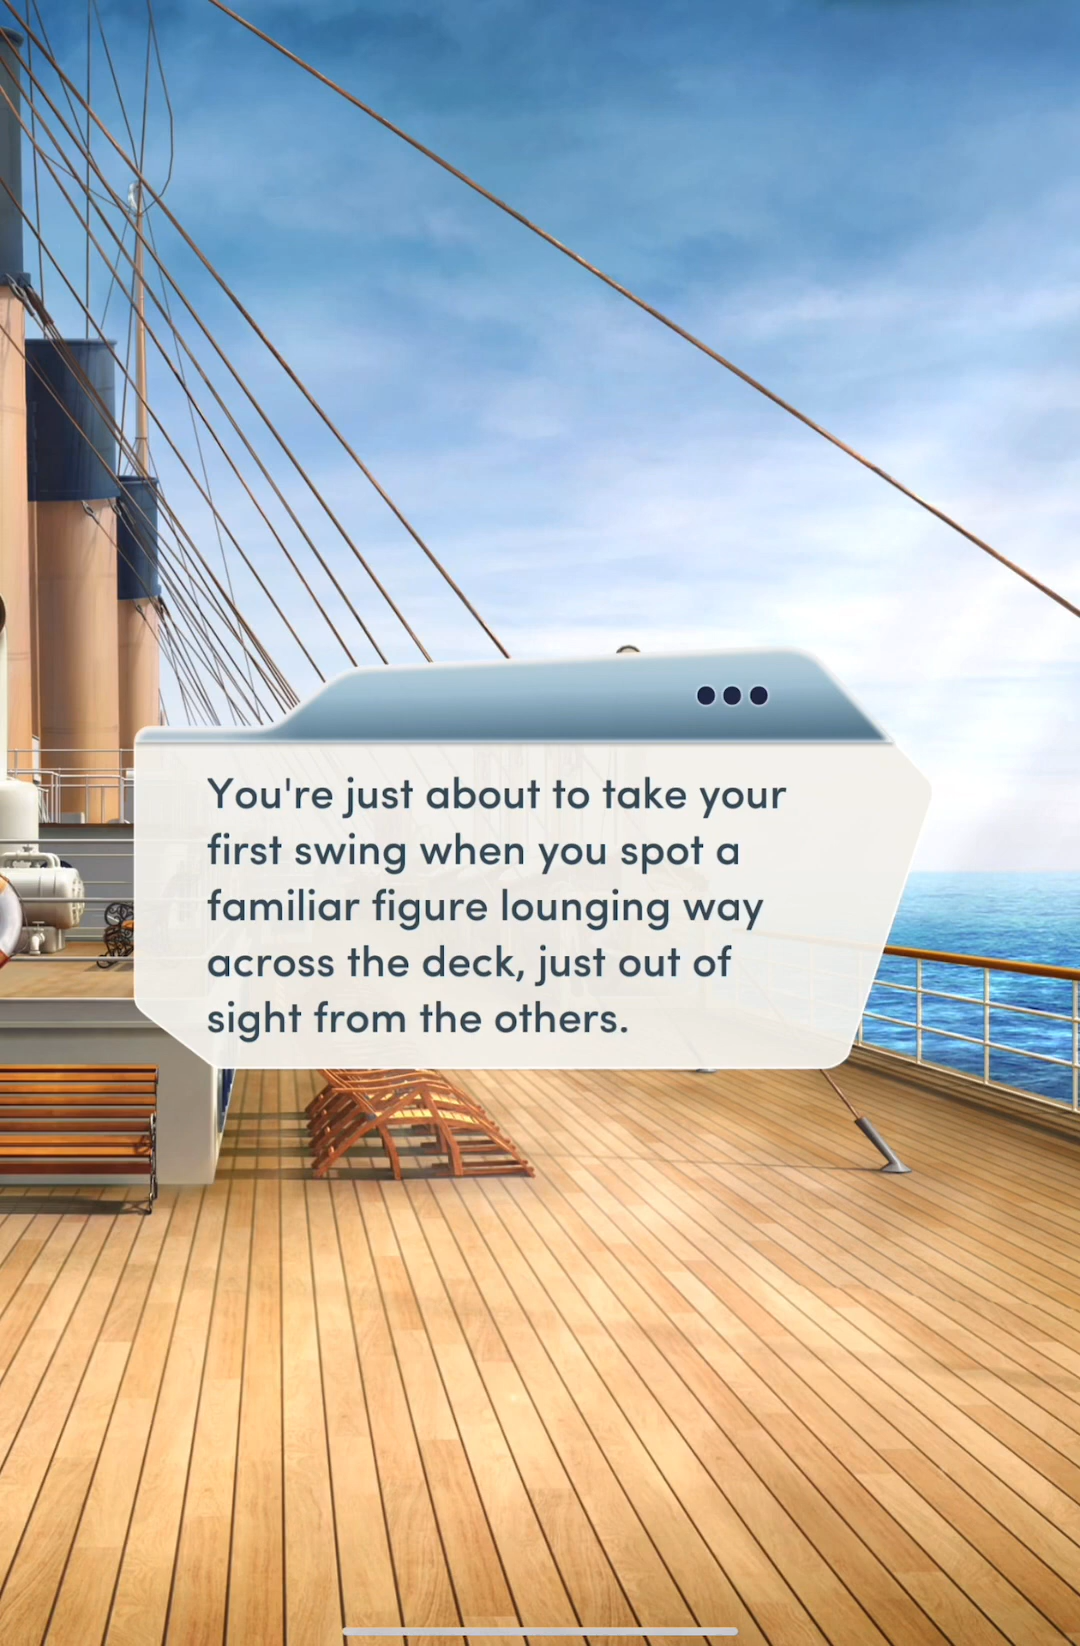 You're just about to take your
first swing when you spot a
familiar figure lounging way
across the deck, just out of
sight from the others.